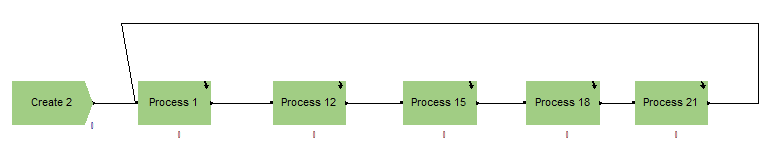 Create 2
Process 1
Process 12
Process 15
Process 18
Process 21